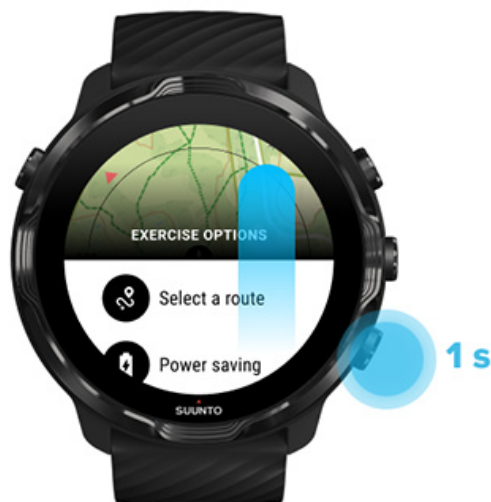 EXERCISE OPTIONS
Select a route
Power saving
SUUNTO
1 s